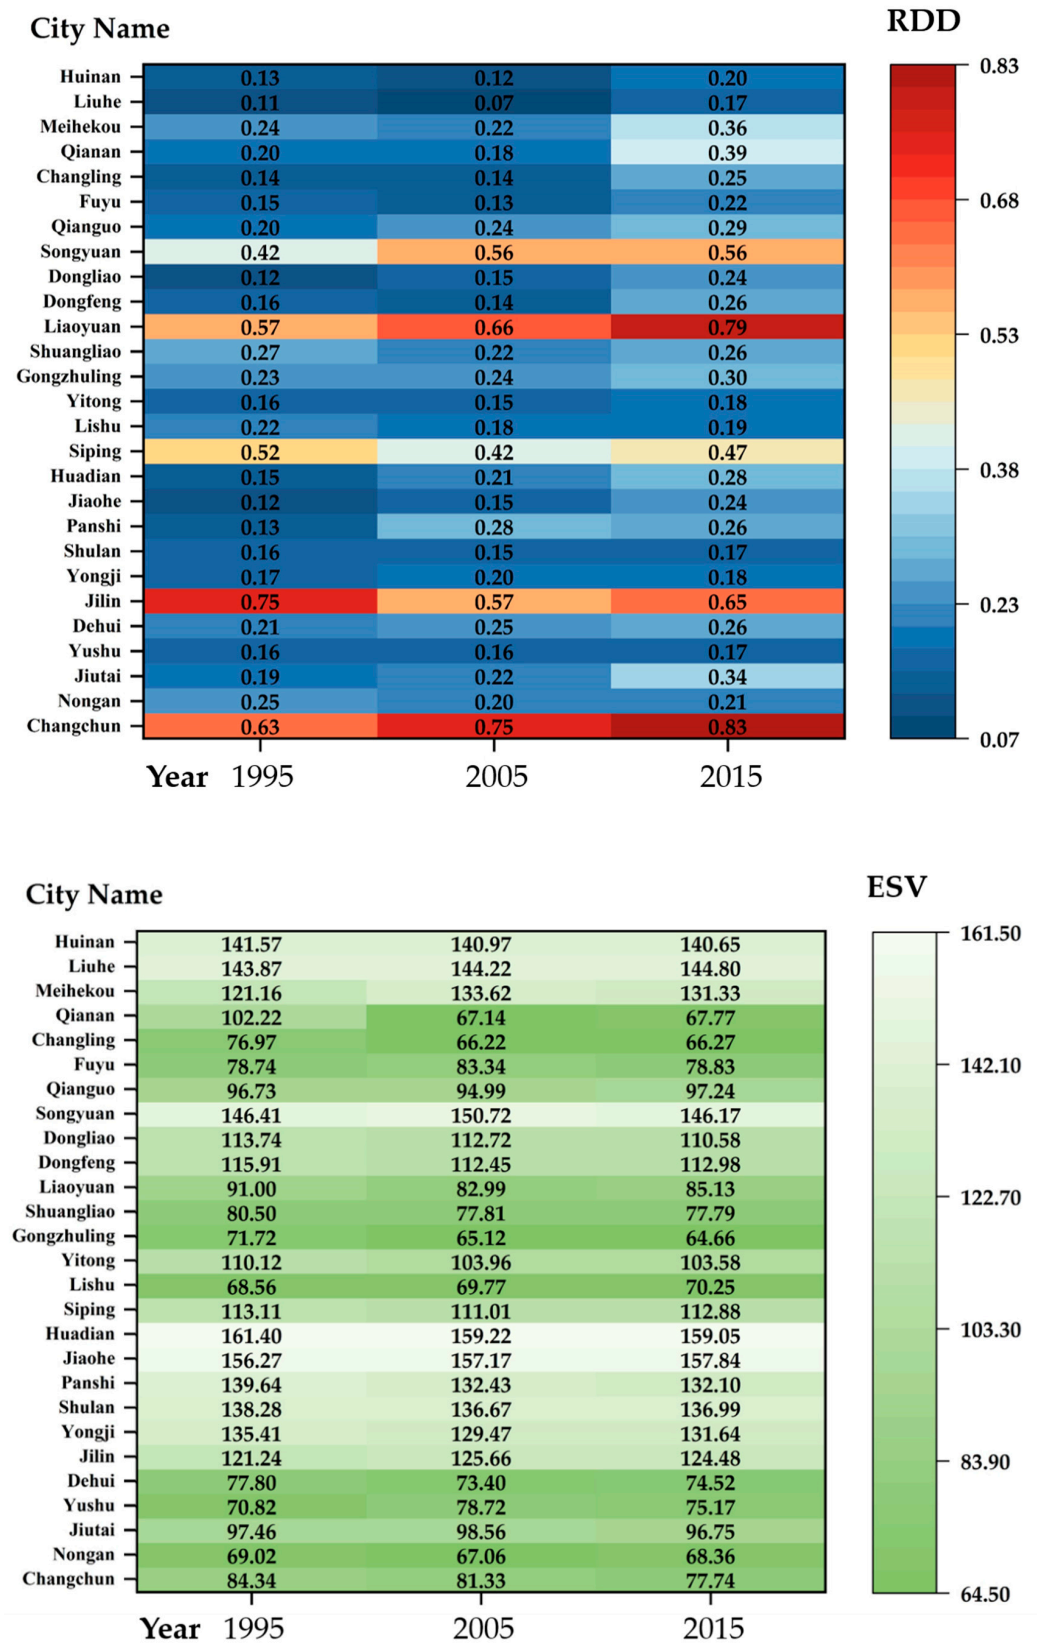 City Name
RDD
Huinan 0.13 0.12 0.20
Liuhe 0.11 0.07 0.17
Meihekou 0.24 0.22 0.36
Qianan 0.20 0.18 0.39
Changling 0.14 0.14 0.25
Fuyu 0.15 0.13 0.22
Qianguo 0.20 0.24 0.29
Songyuan 0.42 0.56 0.56
Dongliao 0.12 0.15 0.24
Dongfeng 0.16 0.14 0.26
Liaoyuan 0.57 0.66 0.79
Shuangliao 0.27 0.22 0.26
Gongzhuling 0.23 0.24 0.30
Yitong 0.16 0.15 0.18
Lishu 0.22 0.18 0.19
Siping 0.52 0.42 0.47
Huadian 0.15 0.21 0.28
Jiaohe 0.12 0.15 0.24
Panshi 0.13 0.28 0.26
Shulan 0.16 0.15 0.17
Yongji 0.17 0.20 0.18
Jilin 0.75 0.57 0.65
Dehui 0.21 0.25 0.26
Yushu 0.16 0.16 0.17
Jiutai 0.19 0.22 0.34
Nongan 0.25 0.20 0.21
Changchun 0.63 0.75 0.83
Year 1995 2005 2015
0.83
0.68
0.53
0.38
0.23
0.07
City Name
ESV
Huinan 141.57 140.97 140.65
Liuhe 143.87 144.22 144.80
Meihekou 121.16 133.62 131.33
Qianan 102.22 67.14 67.77
Changling 76.97 66.22 66.27
Fuyu 78.74 83.34 78.83
Qianguo 96.73 94.99 97.24
Songyuan 146.41 150.72 146.17
Dongliao 113.74 112.72 110.58
Dongfeng 115.91 112.45 112.98
Liaoyuan 91.00 82.99 85.13
Shuangliao 80.50 77.81 77.79
Gongzhuling 71.72 65.12 64.66
Yitong 110.12 103.96 103.58
Lishu 68.56 69.77 70.25
Siping 113.11 111.01 112.88
Huadian 161.40 159.22 159.05
Jiaohe 156.27 157.17 157.84
Panshi 139.64 132.43 132.10
Shulan 138.28 136.67 136.99
Yongji 135.41 129.47 131.64
Jilin 121.24 125.66 124.48
Dehui 77.80 73.40 74.52
Yushu 70.82 78.72 75.17
Jiutai 97.46 98.56 96.75
Nongan 69.02 67.06 68.36
Changchun 84.34 81.33 77.74
Year 1995 2005 2015
161.50
142.10
122.70
103.30
83.90
64.50